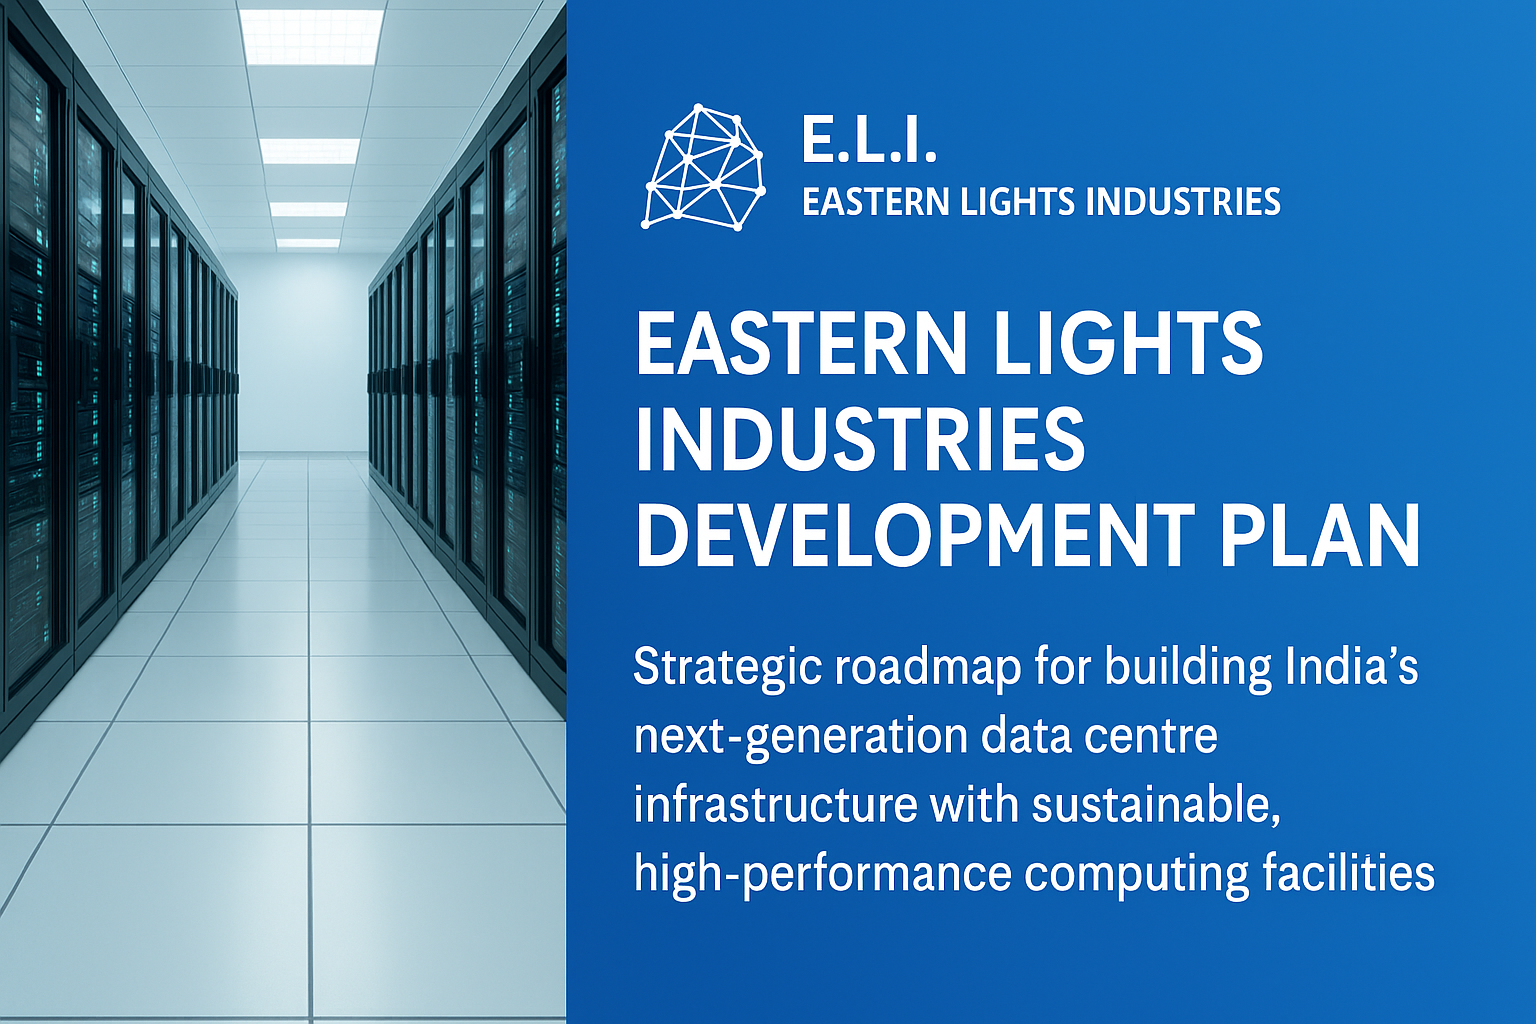 E.L.I.
EASTERN LIGHTS INDUSTRIES
EASTERN LIGHTS
INDUSTRIES
DEVELOPMENT PLAN
Strategic roadmap for building India’s
next-generation data centre
infrastructure with sustainable,
high-performance computing facilities